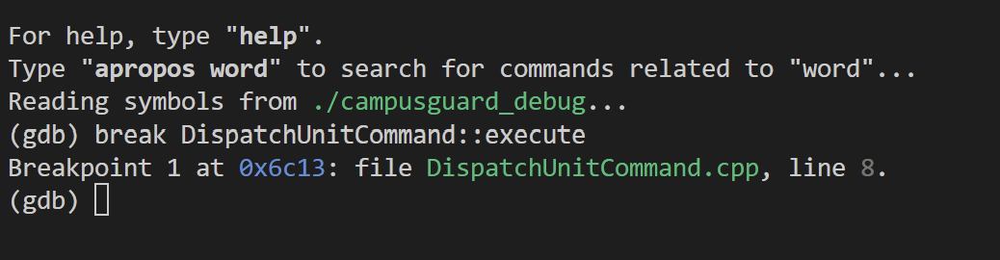 For help, type "help".
Type "apropos word" to search for commands related to "word"...
Reading symbols from ./campusguard_debug...
(gdb) break DispatchUnitCommand::execute
Breakpoint 1 at 0x6c13: file DispatchUnitCommand.cpp, line 8.
(gdb)